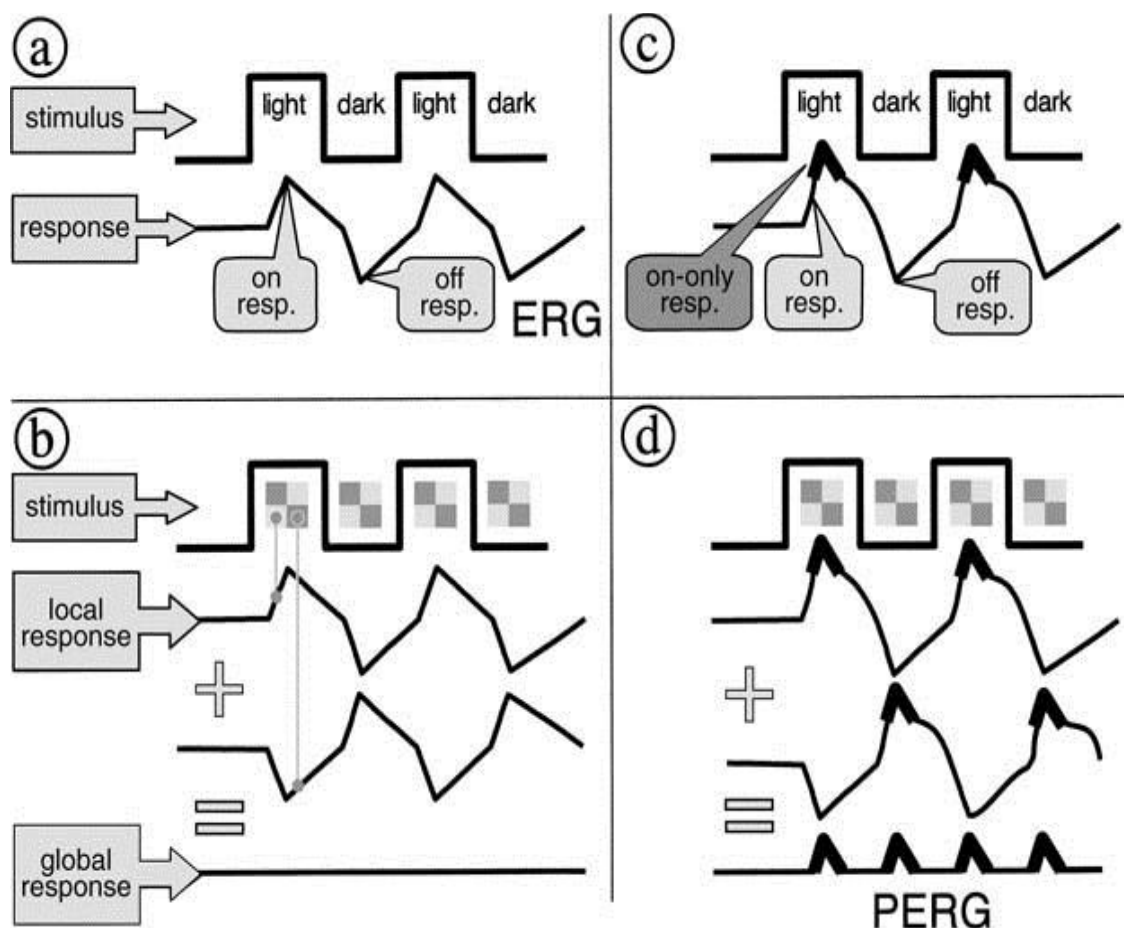 a
stimulus
light dark light dark
response
on
resp.
off
resp.
ERG
c
light dark light dark
on-only
resp.
on
resp.
off
resp.
b
stimulus
local
response
+
=
global
response
d
+
=
PERG